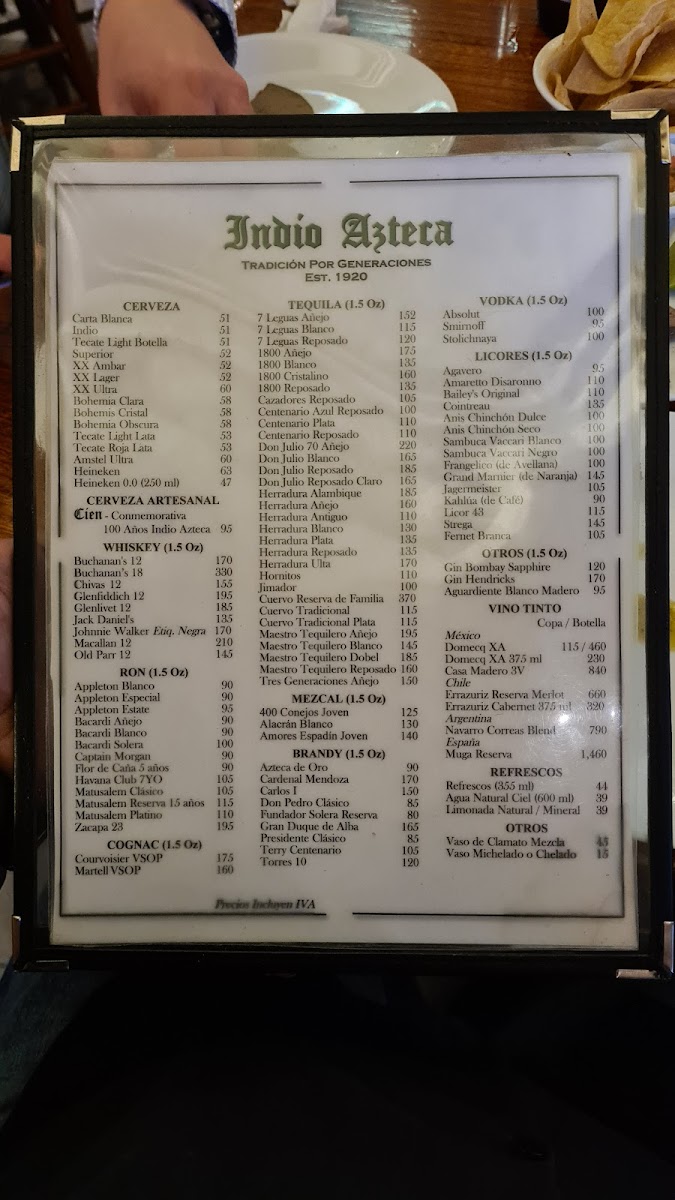 Indio Azteca
Tradición Por Generaciones
Est. 1920
CERVEZA
Carta Blanca 51
Indio 51
Tecate Light Botella 51
Superior 52
XX Ambar 52
XX Lager 52
XX Ultra 60
Bohemia Clara 58
Bohemis Cristal 58
Bohemia Obscura 58
Tecate Light Lata 53
Tecate Roja Lata 53
Amstel Ultra 60
Heineken 63
Heineken 0.0 (250 ml) 47
CERVEZA ARTESANAL
Cien - Conmemorativa
100 Años Indio Azteca 95
WHISKEY (1.5 Oz)
Buchanan's 12 170
Buchanan's 18 330
Chivas 12 155
Glenfiddich 12 195
Glenlivet 12 185
Jack Daniel's 135
Johnnie Walker Etiq. Negra 170
Macallan 12 210
Old Parr 12 145
RON (1.5 Oz)
Appleton Blanco 90
Appleton Especial 90
Appleton Estate 95
Bacardi Añejo 90
Bacardi Blanco 90
Bacardi Solera 100
Captain Morgan 90
Flor de Caña 5 años 90
Havana Club 7YO 105
Matusalem Clásico 105
Matusalem Reserva 15 años 115
Matusalem Platino 110
Zacapa 23 195
COGNAC (1.5 Oz)
Courvoisier VSOP 175
Martell VSOP 160
TEQUILA (1.5 Oz)
7 Leguas Añejo 152
7 Leguas Blanco 115
7 Leguas Reposado 120
1800 Añejo 175
1800 Blanco 135
1800 Cristalino 160
1800 Reposado 135
Cazadores Reposado 105
Centenario Azul Reposado 100
Centenario Plata 110
Centenario Reposado 110
Don Julio 70 Añejo 220
Don Julio Blanco 165
Don Julio Reposado 185
Don Julio Reposado Claro 165
Herradura Alambique 185
Herradura Añejo 160
Herradura Antiguo 110
Herradura Blanco 130
Herradura Plata 135
Herradura Reposado 135
Herradura Ulta 170
Hornitos 110
Jimador 100
Cuervo Reserva de Familia 370
Cuervo Tradicional 115
Cuervo Tradicional Plata 115
Maestro Tequilero Añejo 195
Maestro Tequilero Blanco 145
Maestro Tequilero Dobel 185
Maestro Tequilero Reposado 160
Tres Generaciones Añejo 150
MEZCAL (1.5 Oz)
400 Conejos Joven 125
Alacrán Blanco 130
Amores Espadín Joven 140
BRANDY (1.5 Oz)
Azteca de Oro 90
Cardenal Mendoza 170
Carlos I 150
Don Pedro Clásico 85
Fundador Solera Reserva 80
Gran Duque de Alba 165
Presidente Clásico 85
Terry Centenario 105
Torres 10 120
VODKA (1.5 Oz)
Absolut 100
Smirnoff 95
Stolichnaya 100
LICORES (1.5 Oz)
Agavero 95
Amaretto Disaronno 110
Bailey's Original 110
Cointreau 135
Anis Chinchón Dulce 100
Anis Chinchón Seco 100
Sambuca Vaccari Blanco 100
Sambuca Vaccari Negro 100
Frangelico (de Avellana) 100
Grand Marnier (de Naranja) 145
Jagermeister 105
Kahlúa (de Café) 90
Licor 43 115
Strega 145
Fernet Branca 105
OTROS (1.5 Oz)
Gin Bombay Sapphire 120
Gin Hendricks 170
Aguardiente Blanco Madero 95
VINO TINTO
Copa / Botella
México
Domecq XA 115 / 460
Domecq XA 375 ml 230
Casa Madero 3V 840
Chile
Errazuriz Reserva Merlot 660
Errazuriz Cabernet 375 ml 320
Argentina
Navarro Correas Blend 790
España
Muga Reserva 1,460
REFRESCOS
Refrescos (355 ml) 44
Agua Natural Ciel (600 ml) 39
Limonada Natural / Mineral 39
OTROS
Vaso de Clamato Mezcla 45
Vaso Michelado o Chelado 15
Precios Incluyen IVA